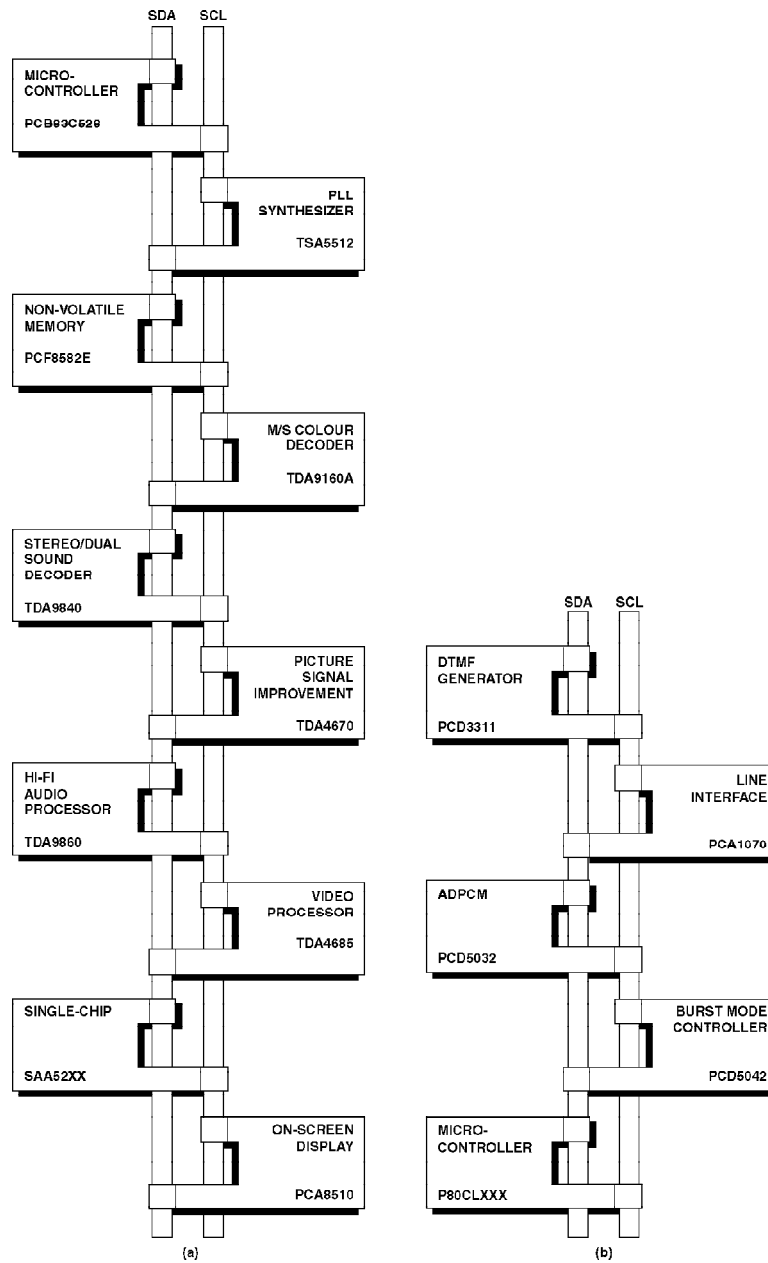 SDA SCL
MICRO-
CONTROLLER
PLL
SYNTHESIZER
TSA5512
NON-VOLATILE
MEMORY
PCF8582E
M/S COLOUR
DECODER
TDA9160A
STEREO/DUAL
SOUND
DECODER
TDA9840
PICTURE
SIGNAL
IMPROVEMENT
TDA4670
HI-FI
AUDIO
PROCESSOR
TDA9860
VIDEO
PROCESSOR
TDA4685
SINGLE-CHIP
SAA52XX
ON-SCREEN
DISPLAY
PCA8510
(a)
SDA SCL
DTMF
GENERATOR
PCD3311
LINE
INTERFACE
PCA1070
ADPCM
PCD5032
BURST MODE
CONTROLLER
PCD5042
MICRO-
CONTROLLER
P80CLXXX
(b)